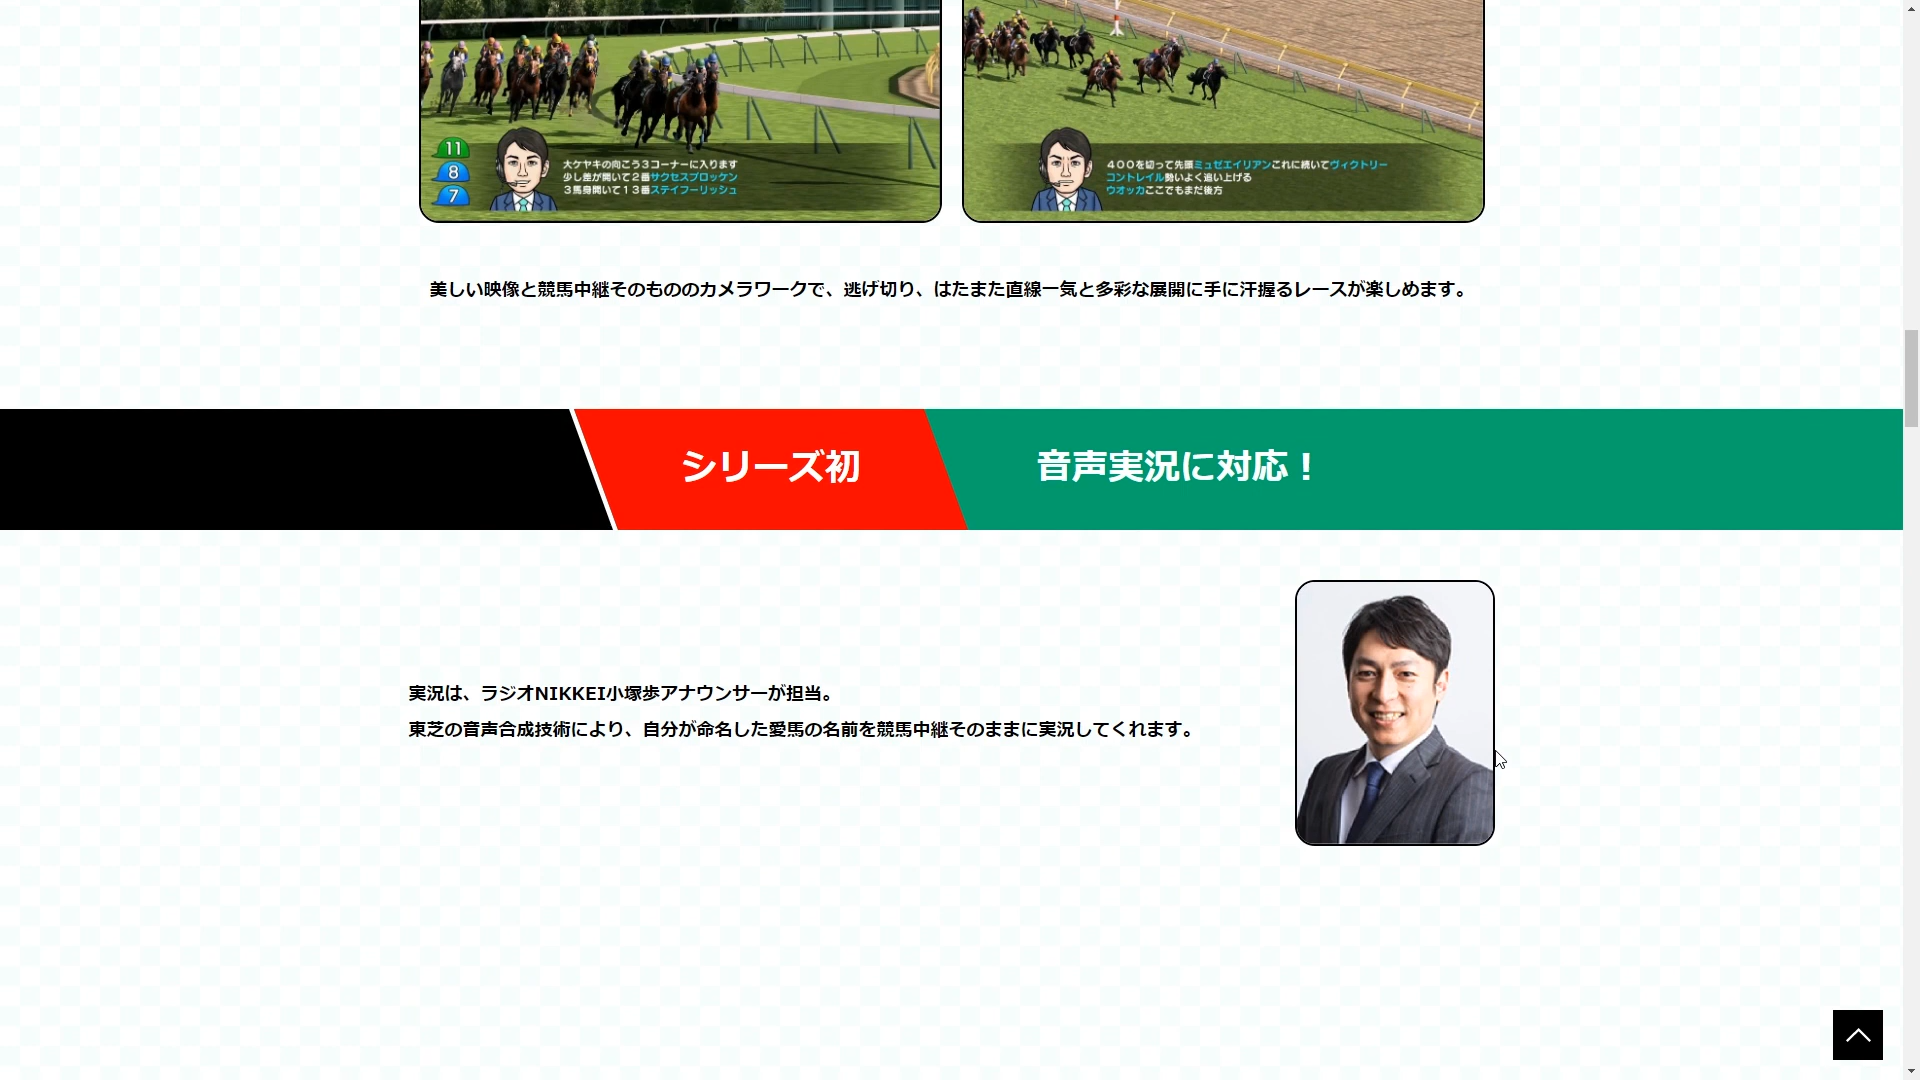 11
8
7
大ケヤキの向こう3コーナーに入ります
少し差が開いて2番サクセスブロッケン
3馬身開いて13番ステイフーリッシュ
400を切って先頭ミュゼエイリアンこれに続いてヴィクトリー
コントレイル勢いよく追い上げる
ウオッカここでもまだ後方
美しい映像と競馬中継そのもののカメラワークで、逃げ切り、はたまた直線一気と多彩な展開に手に汗握るレースが楽しめます。
シリーズ初
音声実況に対応！
実況は、ラジオNIKKEI小塚歩アナウンサーが担当。
東芝の音声合成技術により、自分が命名した愛馬の名前を競馬中継そのままに実況してくれます。